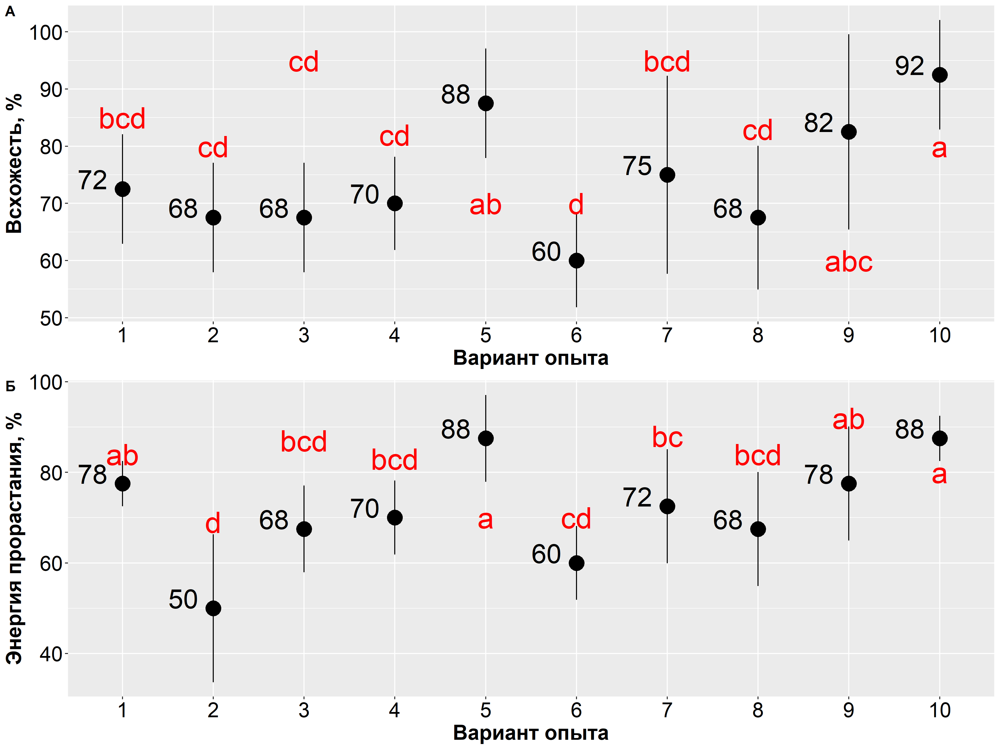 А
Всхожесть, %
100
90
80
70
60
50
bcd
72
cd
68
cd
68
cd
70
88
ab
d
60
bcd
75
cd
68
82
abc
92
a
1 2 3 4 5 6 7 8 9 10
Вариант опыта
Б
Энергия прорастания, %
100
80
60
40
ab
78
d
50
bcd
68
bcd
70
88
a
cd
60
bc
72
bcd
68
ab
78
88
a
1 2 3 4 5 6 7 8 9 10
Вариант опыта